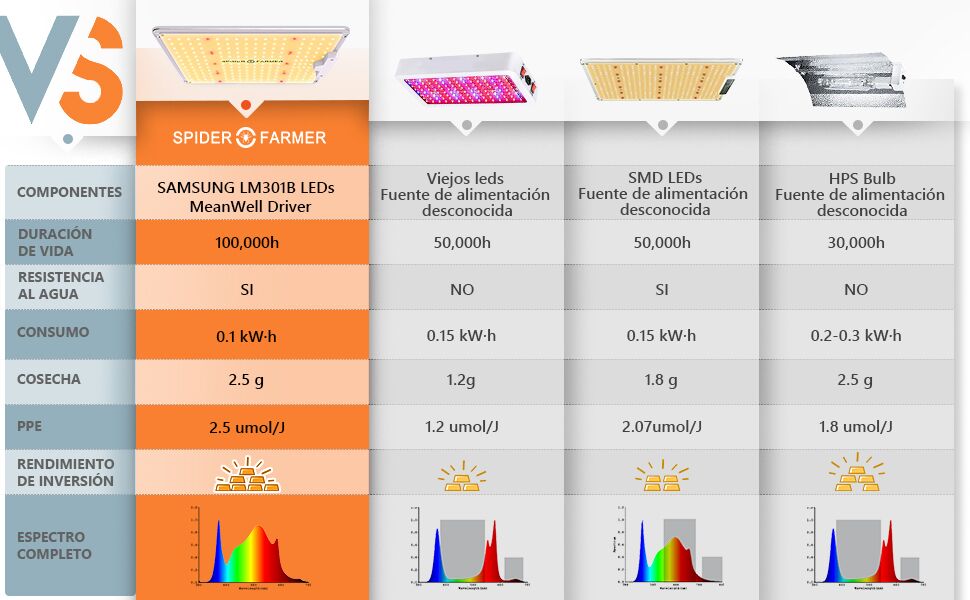 VS
SPIDER FARMER
SPIDER FARMER
COMPONENTES
SAMSUNG LM301B LEDs
MeanWell Driver
Viejos leds
Fuente de alimentación
desconocida
SMD LEDs
Fuente de alimentación
desconocida
HPS Bulb
Fuente de alimentación
desconocida
DURACIÓN
DE VIDA
100,000h
50,000h
50,000h
30,000h
RESISTENCIA
AL AGUA
SI
NO
SI
NO
CONSUMO
0.1 kW·h
0.15 kW·h
0.15 kW·h
0.2-0.3 kW·h
COSECHA
2.5 g
1.2g
1.8 g
2.5 g
PPE
2.5 umol/J
1.2 umol/J
2.07umol/J
1.8 umol/J
RENDIMIENTO
DE INVERSIÓN
ESPECTRO
COMPLETO